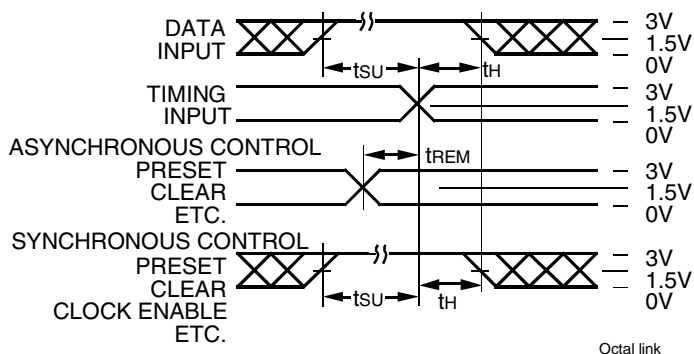 DATA
INPUT
3V
1.5V
0V
tSU
tH
TIMING
INPUT
3V
1.5V
0V
ASYNCHRONOUS CONTROL
tREM
PRESET
CLEAR
ETC.
3V
1.5V
0V
SYNCHRONOUS CONTROL
PRESET
CLEAR
CLOCK ENABLE
ETC.
3V
1.5V
0V
tSU
tH
Octal link